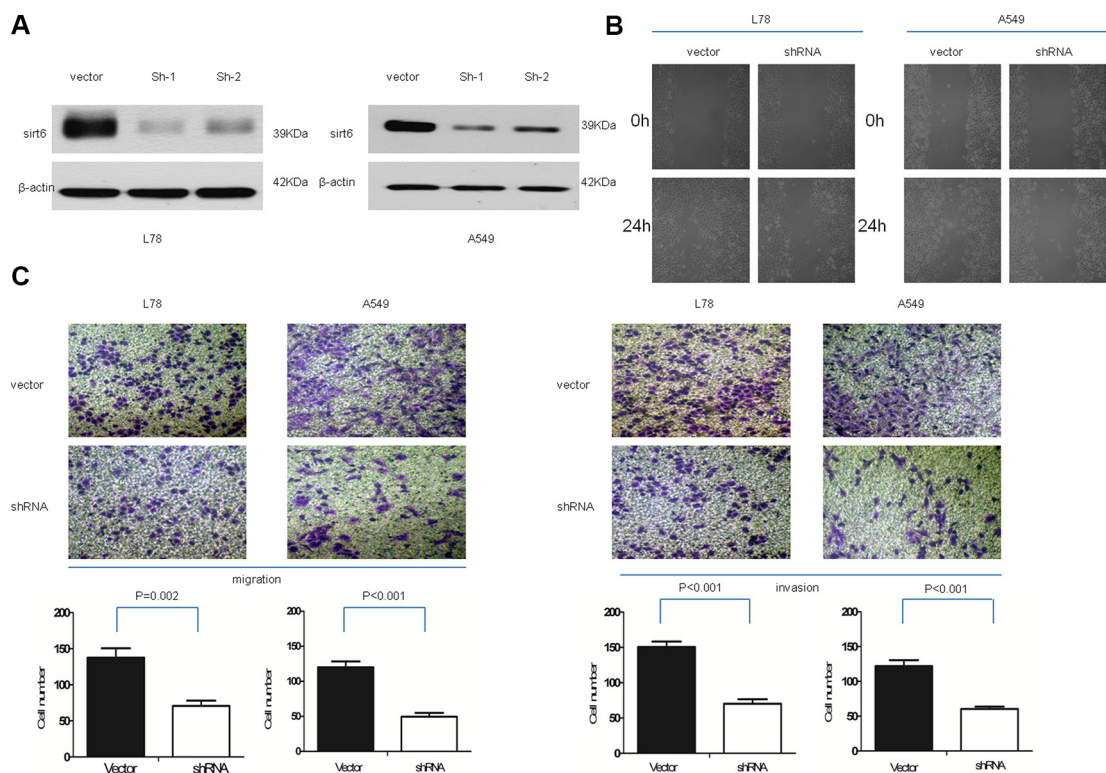 A
vector Sh-1 Sh-2
sirt6
39KDa
β-actin
42KDa
L78
vector Sh-1 Sh-2
sirt6
39KDa
β-actin
42KDa
A549
B
L78 A549
vector shRNA vector shRNA
0h 0h
24h 24h
C
L78 A549
vector
shRNA
migration
L78 A549
vector
shRNA
invasion
P=0.002
200
150
100
50
0
Cell number
Vector shRNA
P<0.001
200
150
100
50
0
Cell number
Vector shRNA
P<0.001
200
150
100
50
0
Cell number
Vector shRNA
P<0.001
200
150
100
50
0
Cell number
Vector shRNA